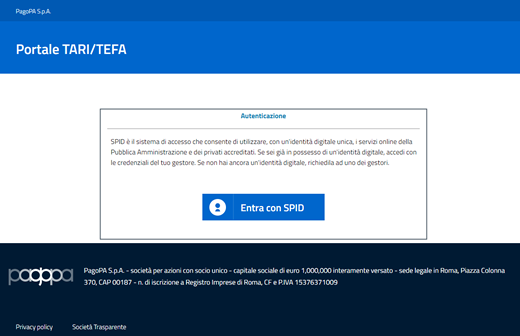 PagoPA S.p.A.
Portale TARI/TEFA
Autenticazione
SPID è il sistema di accesso che consente di utilizzare, con un'identità digitale unica, i servizi online della
Pubblica Amministrazione e dei privati accreditati. Se sei già in possesso di un'identità digitale, accedi con
le credenziali del tuo gestore. Se non hai ancora un'identità digitale, richiedila ad uno dei gestori.
Entra con SPID
pagopa
PagoPA S.p.A. - società per azioni con socio unico - capitale sociale di euro 1,000,000 interamente versato - sede legale in Roma, Piazza Colonna
370, CAP 00187 - n. di iscrizione a Registro Imprese di Roma, CF e P.IVA 15376371009
Privacy policy
Società Trasparente